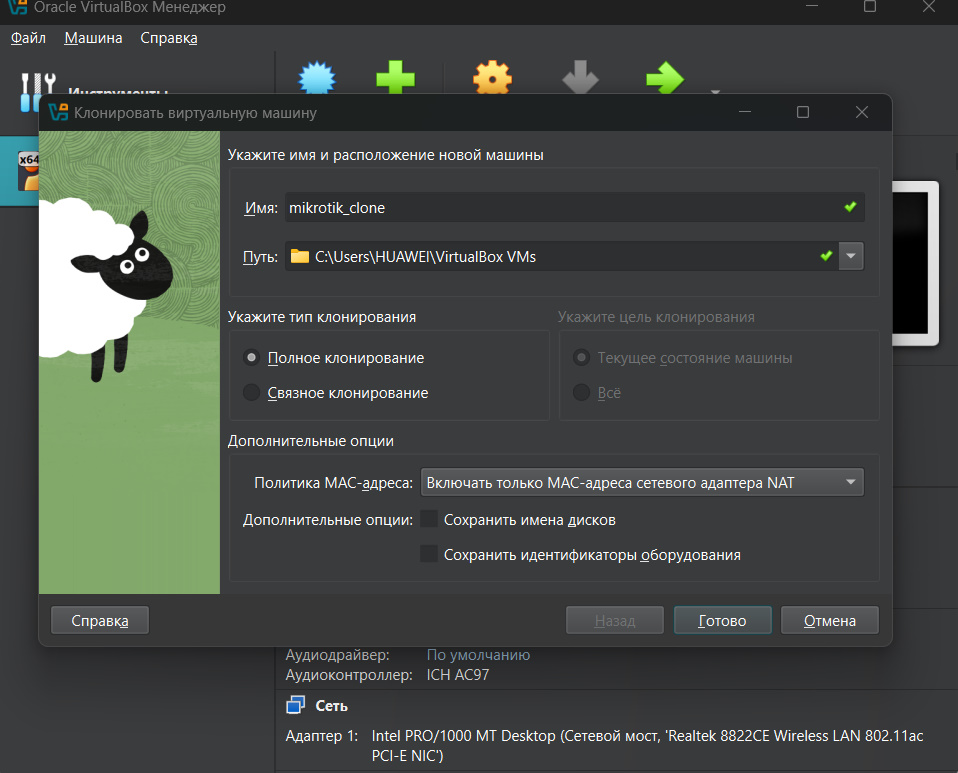 Oracle VirtualBox Менеджер
Файл Машина Справка
Инструменты
x64
Клонировать виртуальную машину
Укажите имя и расположение новой машины
Имя: mikrotik_clone
Путь: C:\Users\HUAWEI\VirtualBox VMs
Укажите тип клонирования
Укажите цель клонирования
Полное клонирование
Текущее состояние машины
Связное клонирование
Всё
Дополнительные опции
Политика MAC-адреса: Включать только MAC-адреса сетевого адаптера NAT
Дополнительные опции: Сохранить имена дисков
Сохранить идентификаторы оборудования
Справка Назад Готово Отмена
Аудиодрайвер: По умолчанию
Аудиоконтроллер: ICH AC97
Сеть
Адаптер 1: Intel PRO/1000 MT Desktop (Сетевой мост, 'Realtek 8822CE Wireless LAN 802.11ac
PCI-E NIC')